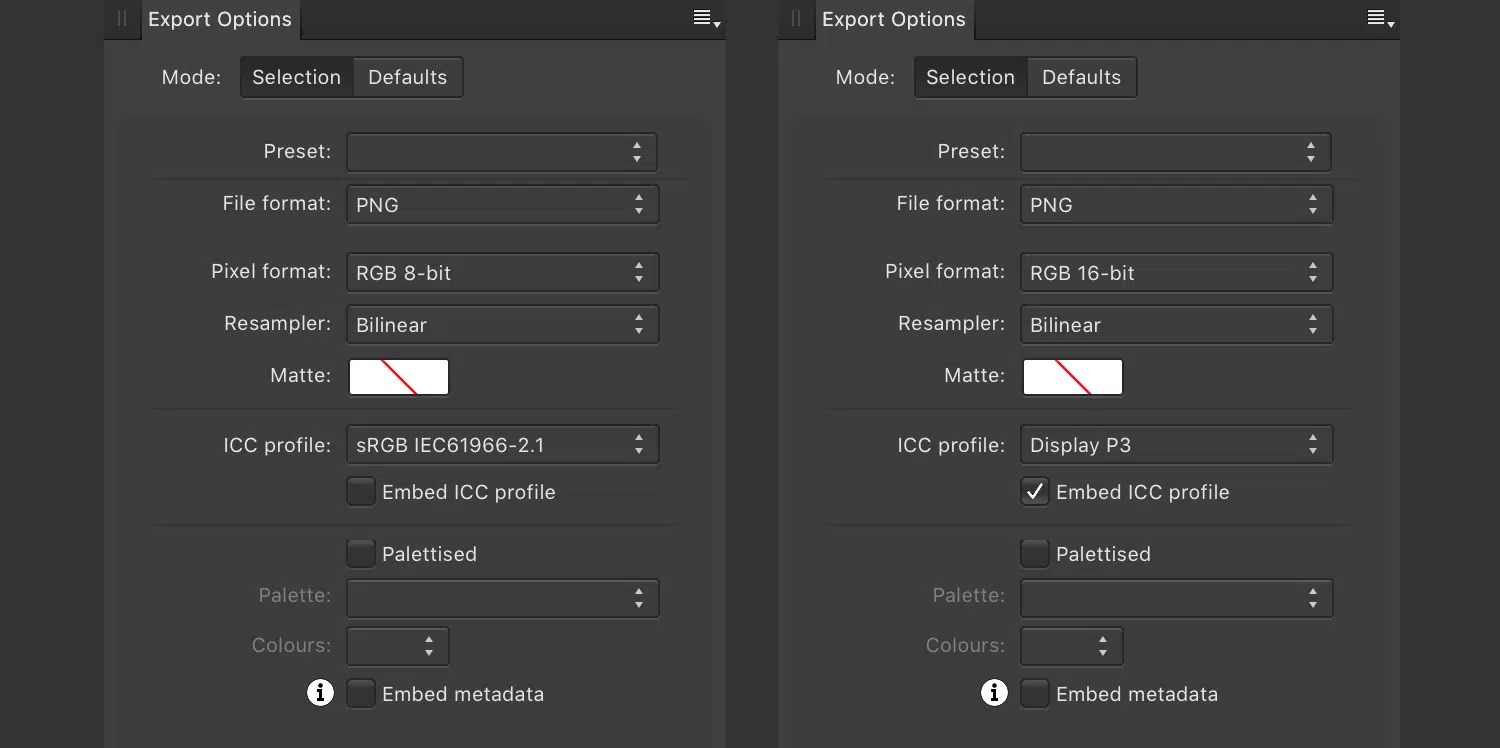 Export Options
Mode: Selection Defaults
Preset:
File format: PNG
Pixel format: RGB 8-bit
Resampler: Bilinear
Matte:
ICC profile: sRGB IEC61966-2.1
Embed ICC profile
Palettised
Palette:
Colours:
Embed metadata
Export Options
Mode: Selection Defaults
Preset:
File format: PNG
Pixel format: RGB 16-bit
Resampler: Bilinear
Matte:
ICC profile: Display P3
Embed ICC profile
Palettised
Palette:
Colours:
Embed metadata